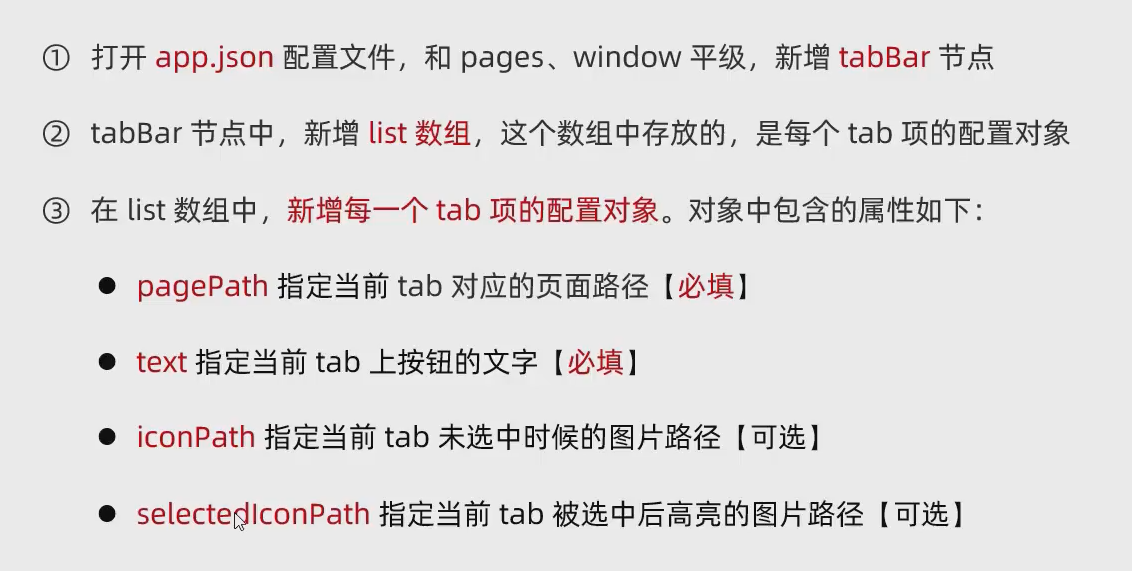 ① 打开 app.json 配置文件，和 pages、window 平级，新增 tabBar 节点
② tabBar 节点中，新增 list 数组，这个数组中存放的，是每个 tab 项的配置对象
③ 在 list 数组中，新增每一个 tab 项的配置对象。对象中包含的属性如下：
● pagePath 指定当前 tab 对应的页面路径【必填】
● text 指定当前 tab 上按钮的文字【必填】
● iconPath 指定当前 tab 未选中时候的图片路径【可选】
● selectedIconPath 指定当前 tab 被选中后高亮的图片路径【可选】